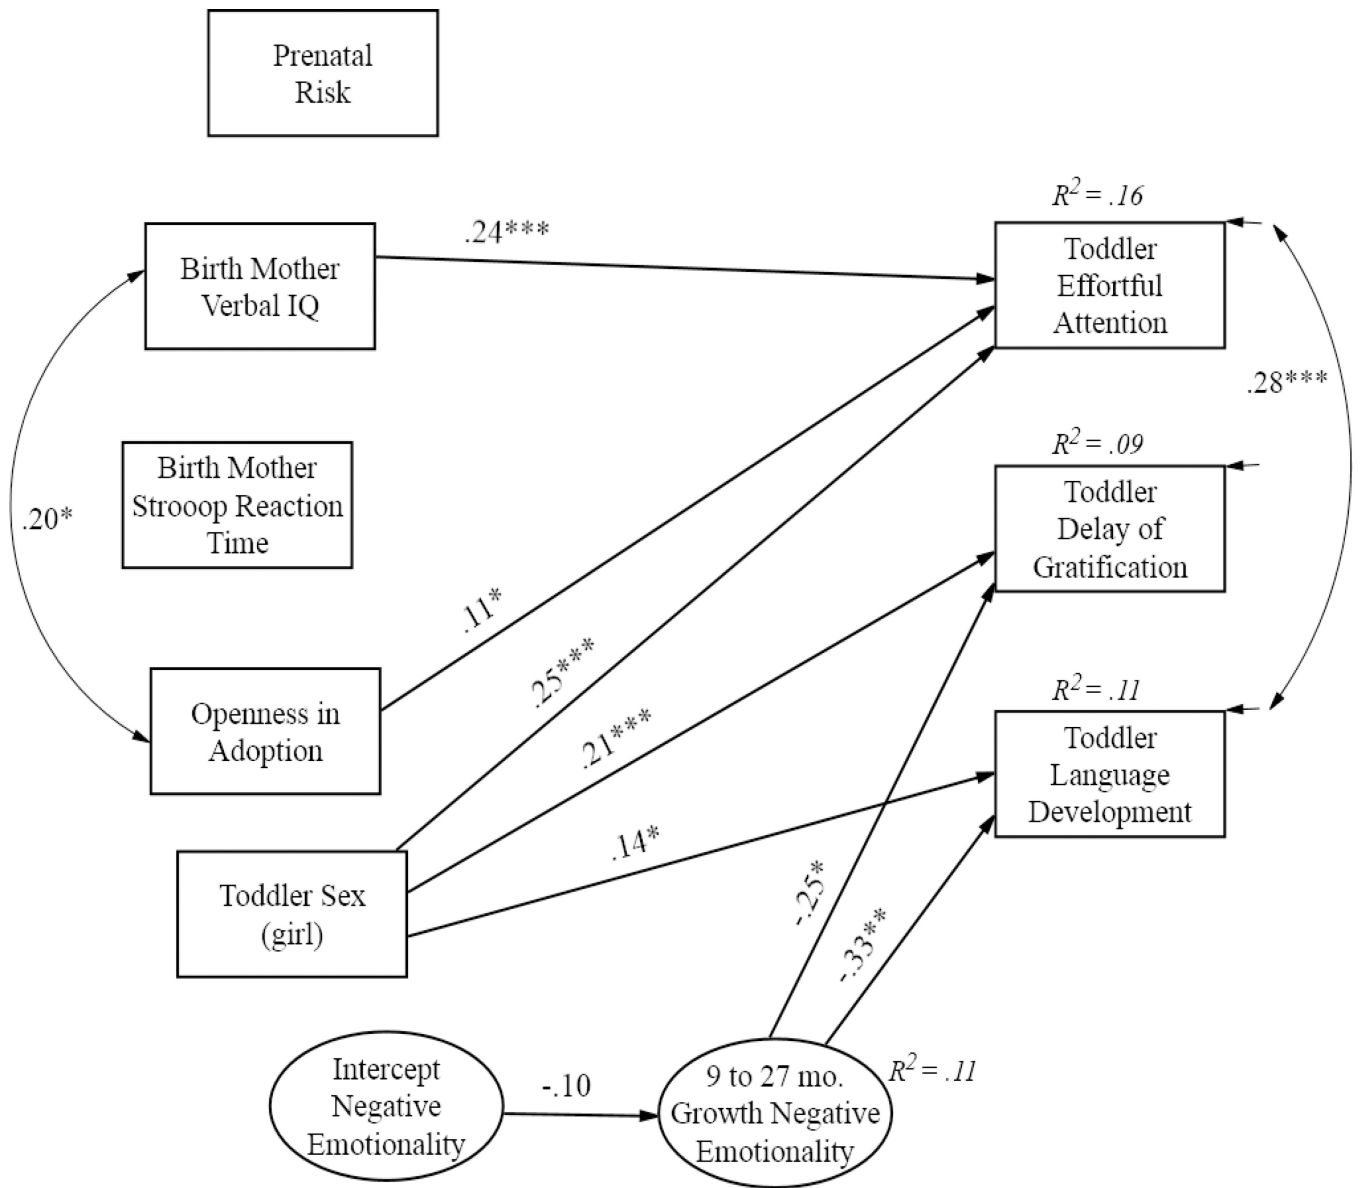 Prenatal
Risk
R² = .16
.24***
Birth Mother
Verbal IQ
Toddler
Effortful
Attention
.28***
R² = .09
Birth Mother
Strooop Reaction
Time
.20*
Toddler
Delay of
Gratification
.11*
.25***
R² = .11
Openness in
Adoption
.21***
Toddler
Language
Development
.14*
Toddler Sex
(girl)
-.25*
-.33**
Intercept
Negative
Emotionality
-.10
9 to 27 mo.
Growth Negative
Emotionality
R² = .11